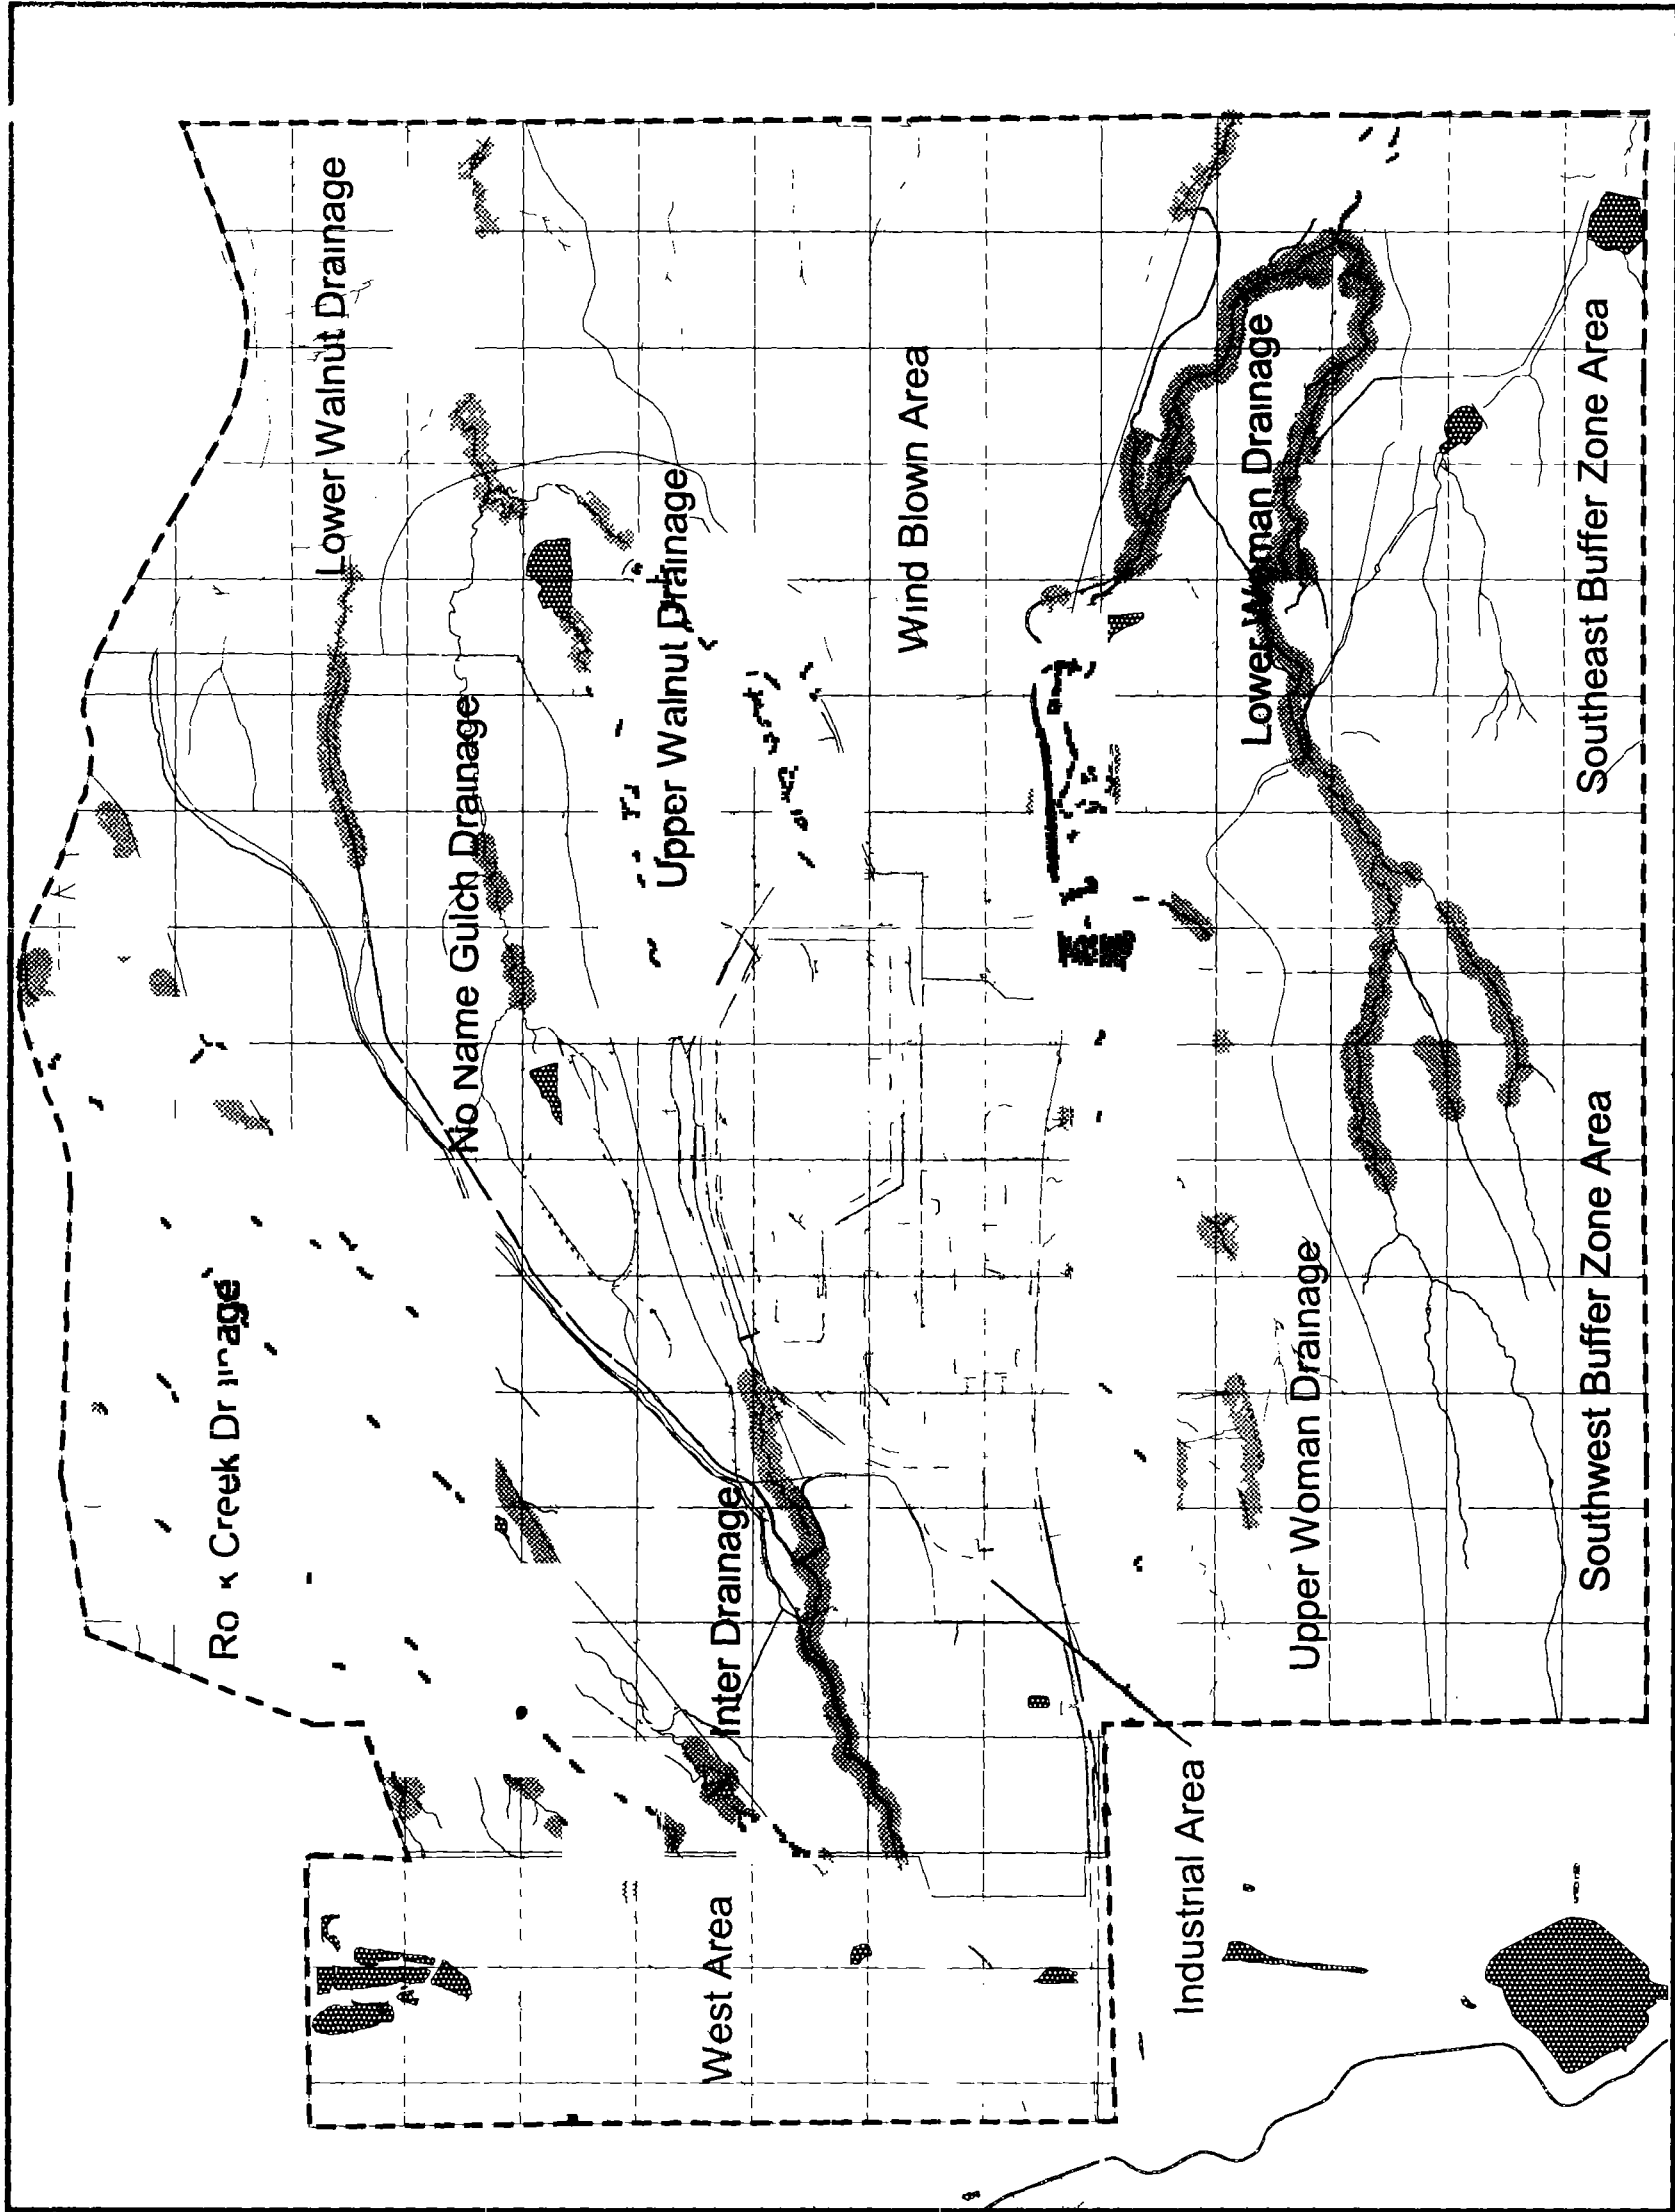 Lower Walnut Drainage
No Name Gulch Drainage
Upper Walnut Drainage
Creek
Inter Drainage
West Area
Wind Blown Area
Lower Woman Drainage
Upper Woman Drainage
Industrial Area
Southeast Buffer Zone Area
Southwest Buffer Zone Area